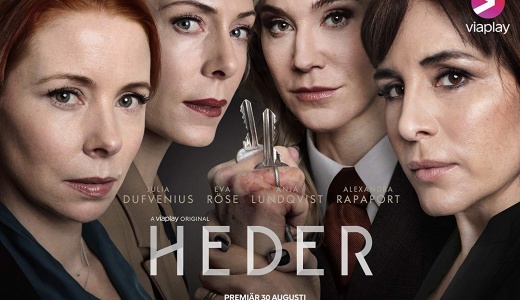 viaplay
JULIA EVA ANJA ALEXANDRA
DUFVENIUS RÖSE LUNDQVIST RAPAPORT
A viaplay ORIGINAL
HEDER
PREMIÄR 30 AUGUSTI